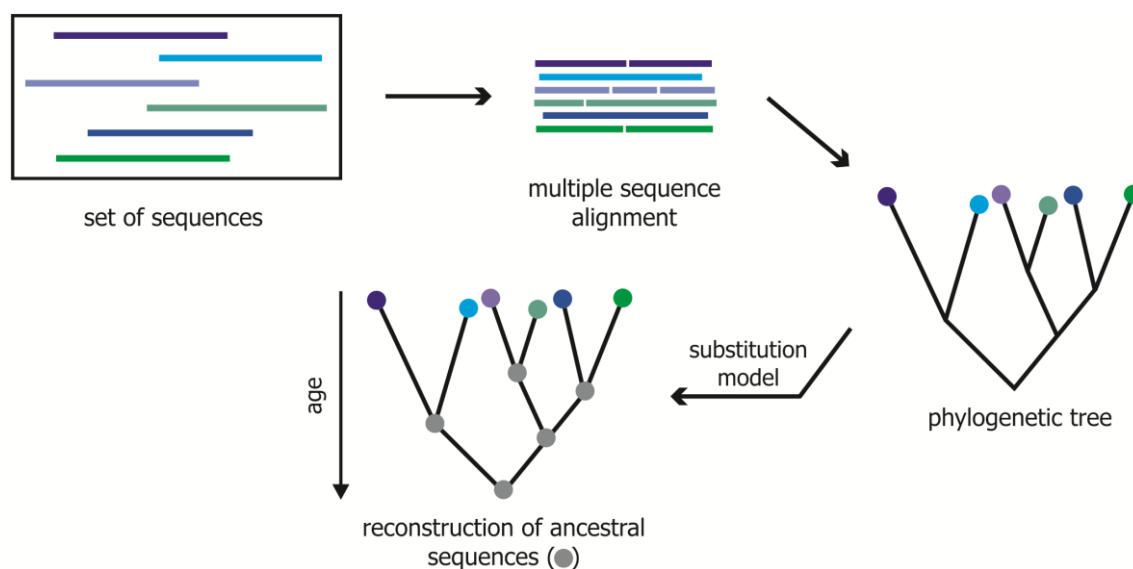 set of sequences
multiple sequence
alignment
phylogenetic tree
substitution
model
age
reconstruction of ancestral
sequences ( )